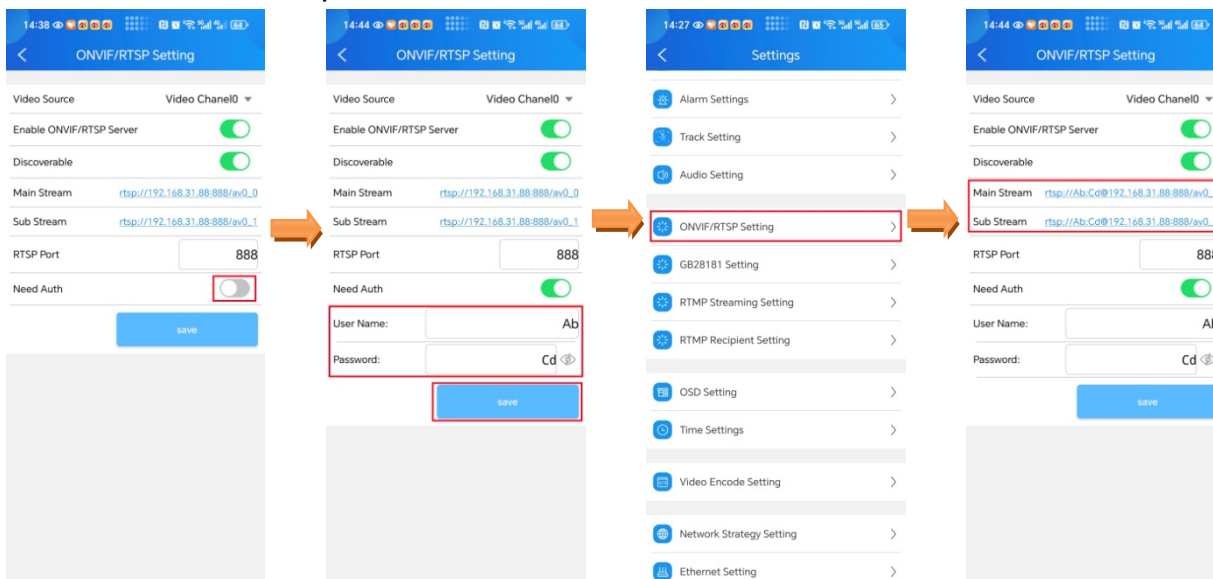 14:38 64
ONVIF/RTSP Setting
Video Source Video Chanel0
Enable ONVIF/RTSP Server
Discoverable
Main Stream rtsp://192.168.31.88:888/av0_0
Sub Stream rtsp://192.168.31.88:888/av0_1
RTSP Port 888
Need Auth
save
14:44 64
ONVIF/RTSP Setting
Video Source Video Chanel0
Enable ONVIF/RTSP Server
Discoverable
Main Stream rtsp://192.168.31.88:888/av0_0
Sub Stream rtsp://192.168.31.88:888/av0_1
RTSP Port 888
Need Auth
User Name: Ab
Password: Cd
save
14:27 65
Settings
Alarm Settings
Track Setting
Audio Setting
ONVIF/RTSP Setting
GB28181 Setting
RTMP Streaming Setting
RTMP Recipient Setting
OSD Setting
Time Settings
Video Encode Setting
Network Strategy Setting
Ethernet Setting
14:44 64
ONVIF/RTSP Setting
Video Source Video Chanel0
Enable ONVIF/RTSP Server
Discoverable
Main Stream rtsp://Ab:Cd@192.168.31.88:888/av0_
Sub Stream rtsp://Ab:Cd@192.168.31.88:888/av0_
RTSP Port 888
Need Auth
User Name:
Password: Cd
save